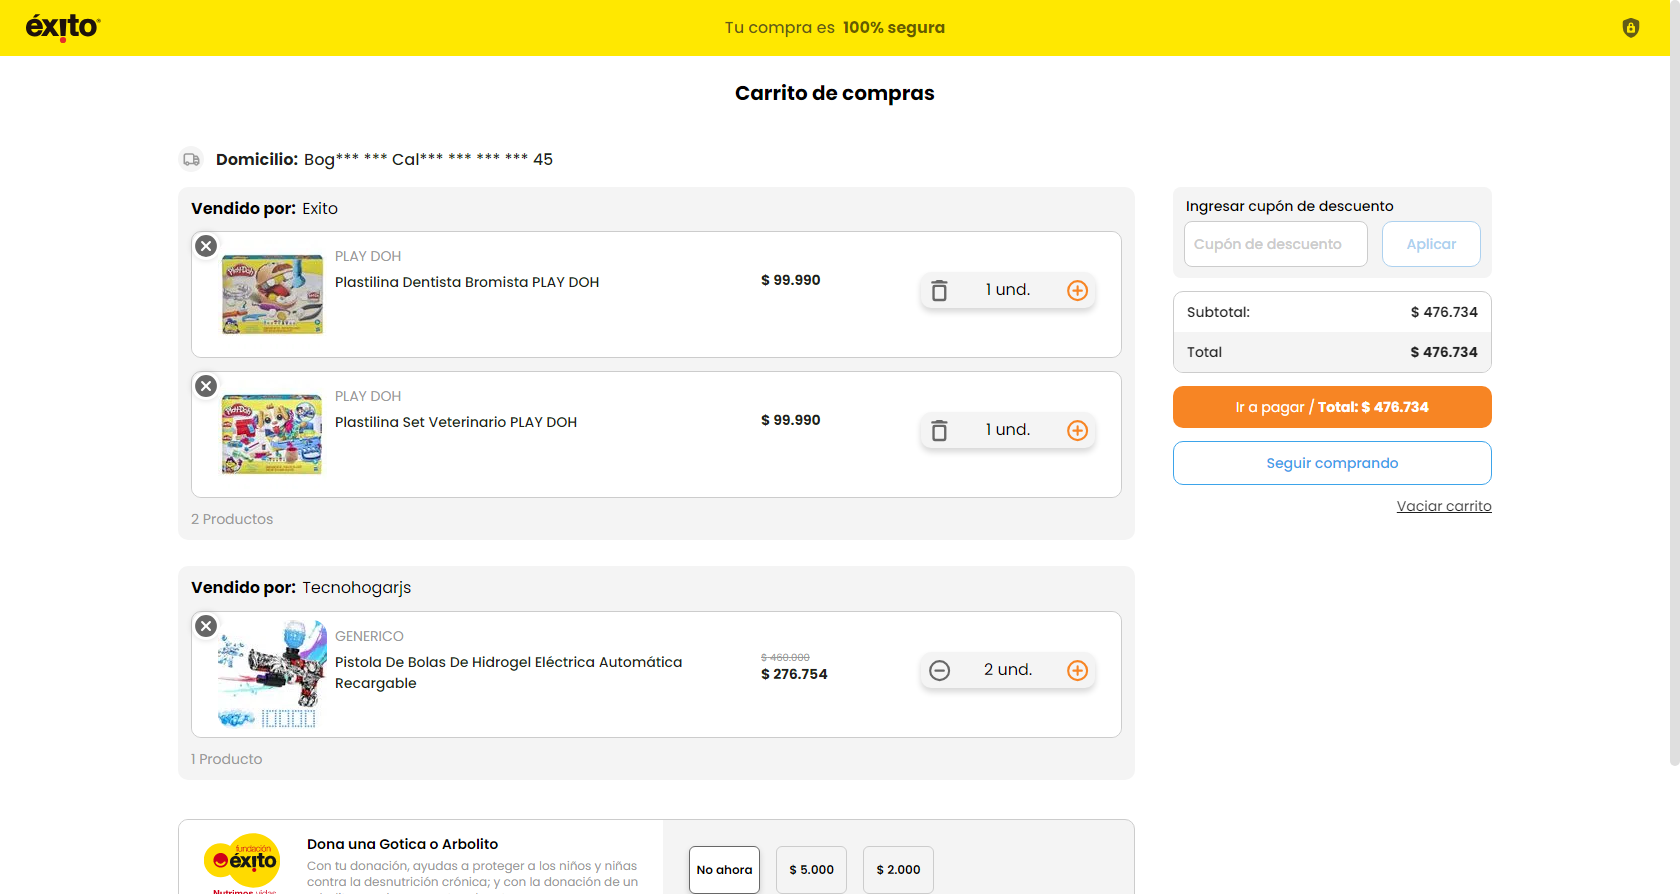 éxito
Tu compra es 100% segura
Carrito de compras
Domicilio: Bog*** *** Cal*** *** *** *** 45
Vendido por: Exito
PLAY DOH
Plastilina Dentista Bromista PLAY DOH
$ 99.990
1 und.
PLAY DOH
Plastilina Set Veterinario PLAY DOH
$ 99.990
1 und.
2 Productos
Vendido por: Tecnohogarjs
GENERICO
Pistola De Bolas De Hidrogel Eléctrica Automática
Recargable
$ 460.000
$ 276.754
2 und.
1 Producto
fundación
éxito
Dona una Gotica o Arbolito
Con tu donación, ayudas a proteger a los niños y niñas
contra la desnutrición crónica; y con la donación de un
No ahora
$ 5.000
$ 2.000
Ingresar cupón de descuento
Cupón de descuento
Aplicar
Subtotal:
$ 476.734
Total
$ 476.734
Ir a pagar / Total: $ 476.734
Seguir comprando
Vaciar carrito